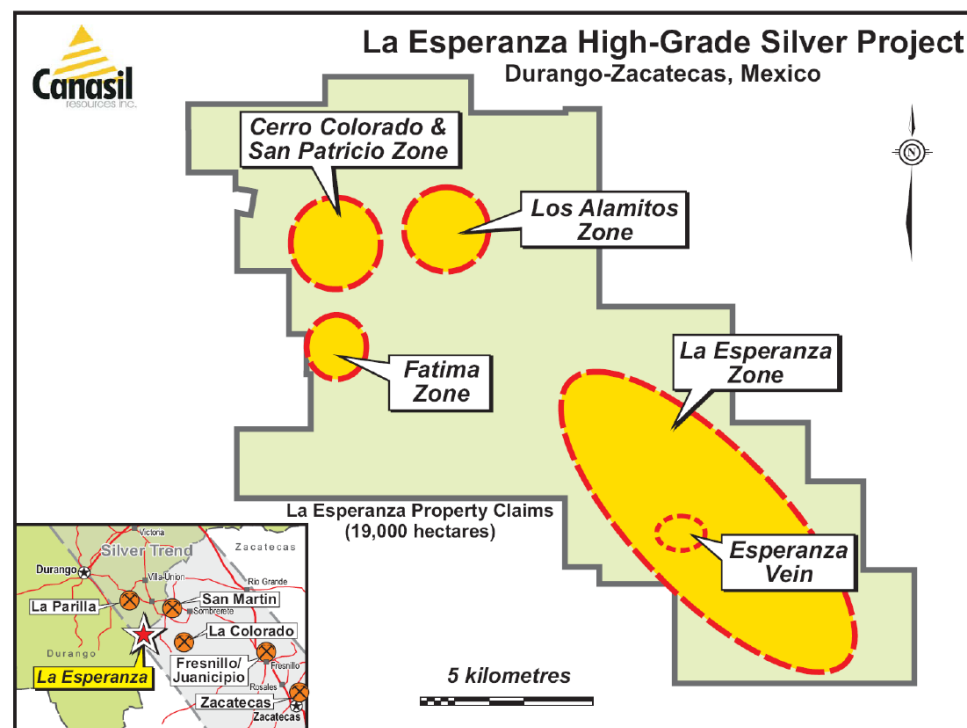 La Esperanza High-Grade Silver Project
Durango-Zacatecas, Mexico
Canasil
resources inc.
Cerro Colorado &
San Patricio Zone
Los Alamitos
Zone
N
Fatima
Zone
La Esperanza
Zone
La Esperanza Property Claims
(19,000 hectares)
Esperanza
Vein
5 kilometres
Victoria
Silver Trend
Zacatecas
Durango
Villa-Union
Rio Grande
La Parilla
San Martin
Sombrerete
La Colorado
Durango
La Esperanza
Fresnillo/
Juanicipio
Fresnillo
Rosales
Zacatecas
Zacatecas